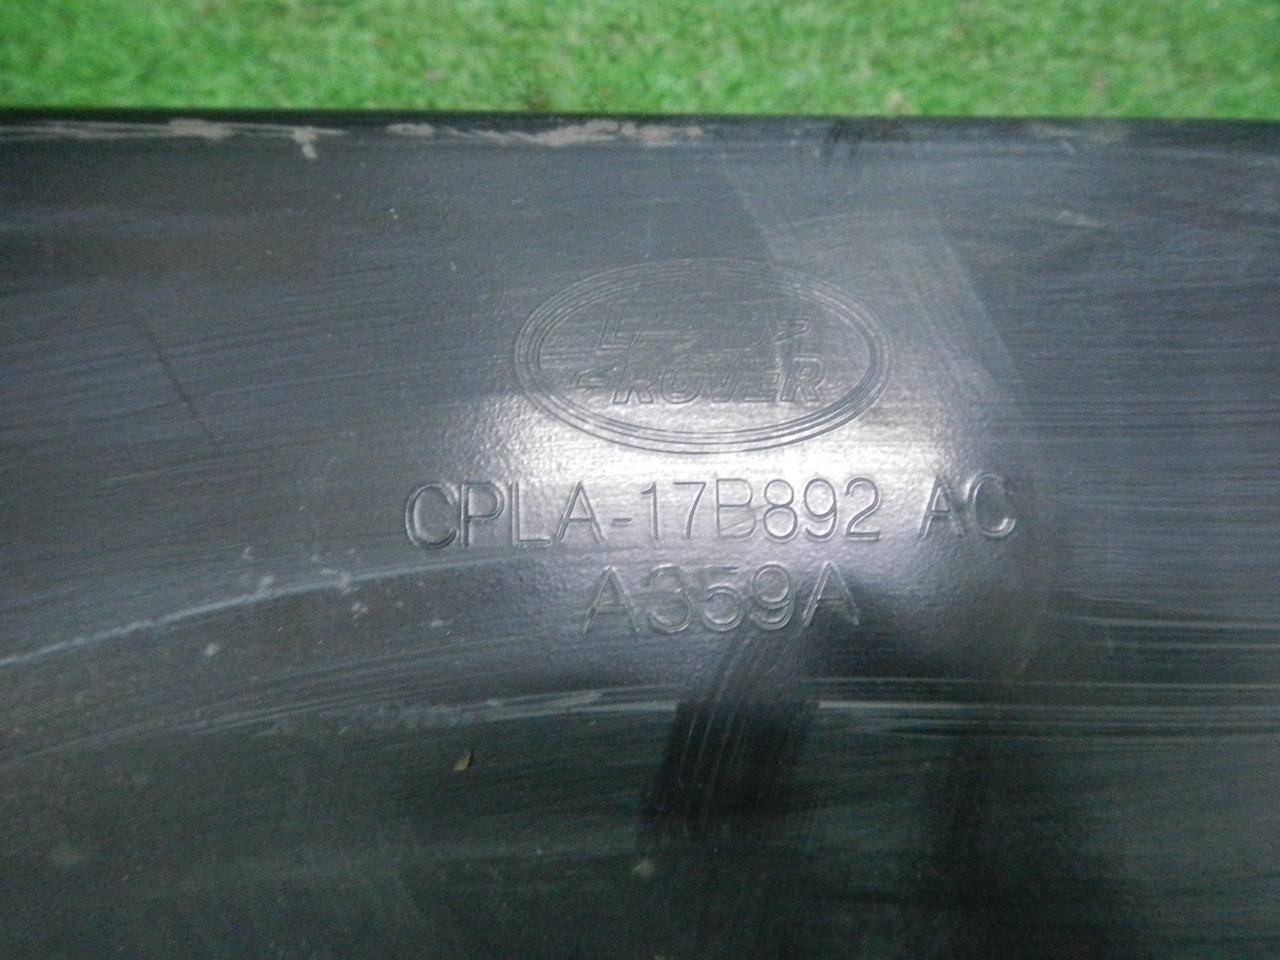 LAND
ROVER
CPLA-17B892 AC
A359A